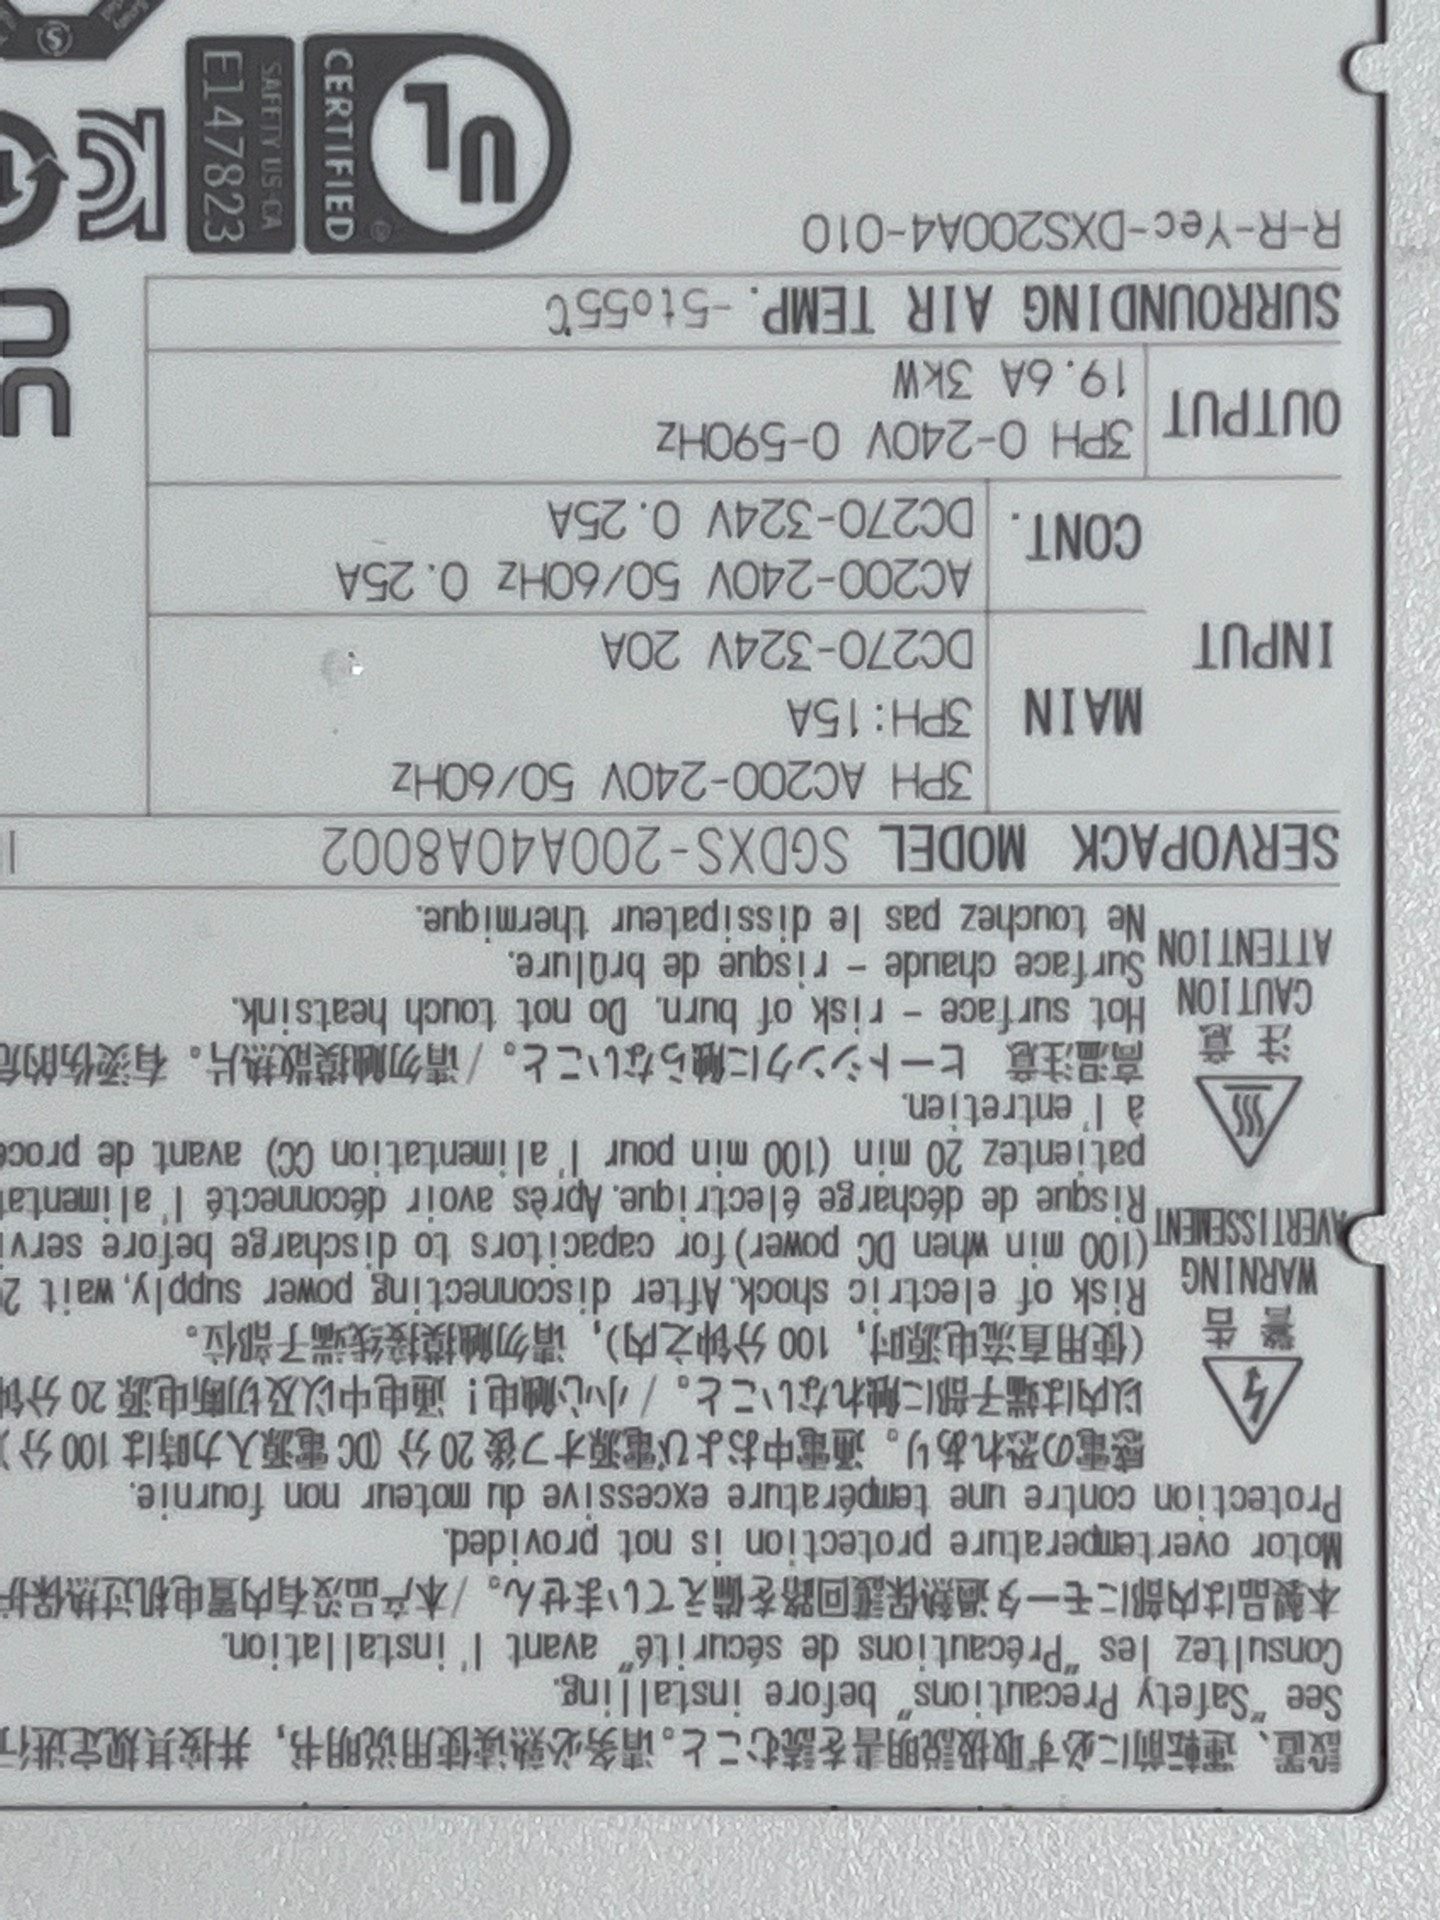 設置、運転前に必ず取扱説明書を読むこと。请务必熟读使用说明书，并按其规定进行
See "Safety Precautions" before installing.
Consultez les "Précautions de sécurité" avant l'installation.
本製品は内部にモータ過熱保護回路を備えていません。/本产品没有内置电机过热保护
Motor overtemperature protection is not provided.
Protection contre une température excessive du moteur non fournie.
感電の恐れあり。通電中および電源オフ後 20 分 (DC 電源入力時は 100 分)
以内は端子部に触れないこと。/ 小心触电！通电中以及切断电源 20 分钟
(使用直流电源时，100 分钟之内)，请勿触摸接线端子部位。
警 告
WARNING
AVERTISSEMENT
Risk of electric shock. After disconnecting power supply, wait 2
(100 min when DC power) for capacitors to discharge before servi
Risque de décharge électrique. Après avoir déconnecté l'alimentat
patientez 20 min (100 min pour l'alimentation CC) avant de procé
à l'entretien.
注 意
CAUTION
ATTENTION
高温注意 ヒートシンクに触らないこと。/请勿触摸散热片。有烫伤的危
Hot surface - risk of burn. Do not touch heatsink.
Surface chaude - risque de brûlure.
Ne touchez pas le dissipateur thermique.
SERVOPACK MODEL SGDXS-200A40A8002
INPUT
MAIN
3PH AC200-240V 50/60Hz
3PH:15A
DC270-324V 20A
CONT.
AC200-240V 50/60Hz 0.25A
DC270-324V 0.25A
OUTPUT
3PH 0-240V 0-590Hz
19.6A 3kW
SURROUNDING AIR TEMP. -5to55℃
R-R-Yec-DXS200A4-010
UL
CERTIFIED
SAFETY US-CA
E147823